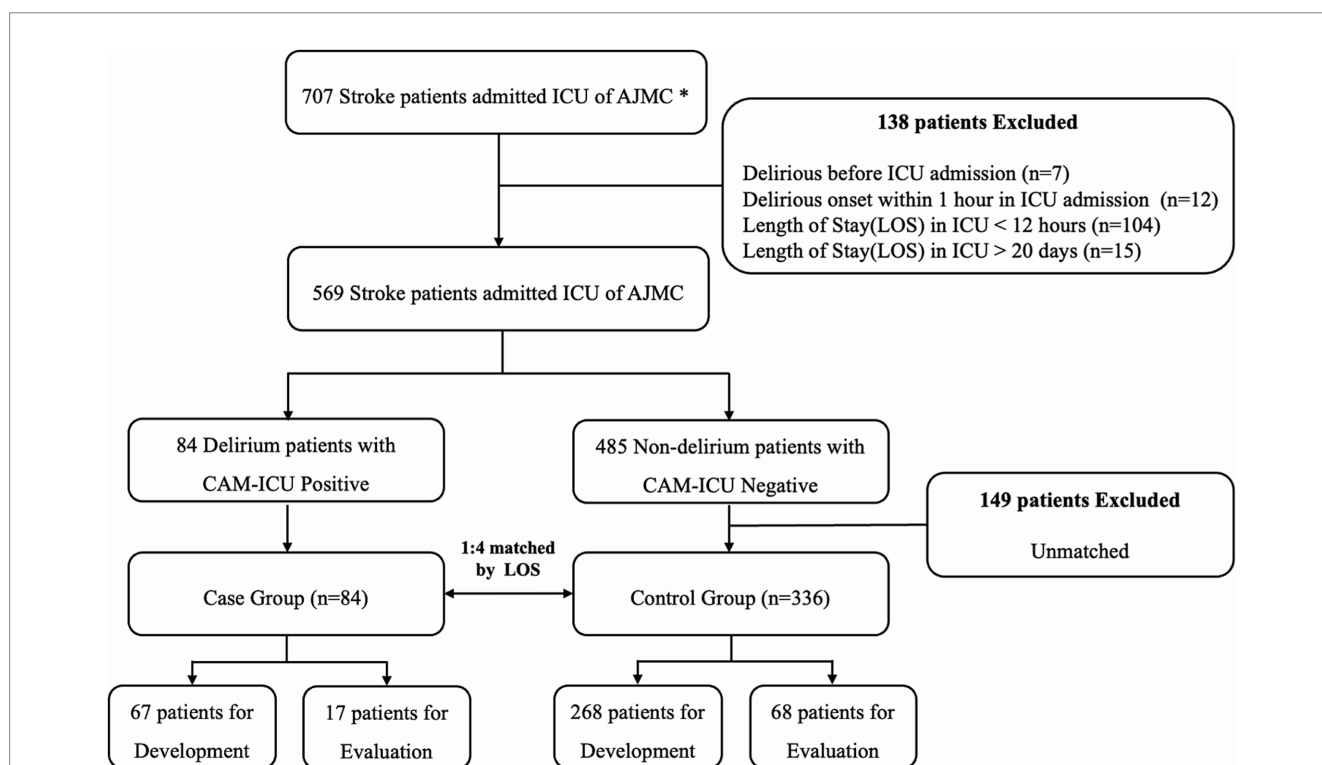 707 Stroke patients admitted ICU of AJMC *
138 patients Excluded
Delirious before ICU admission (n=7)
Delirious onset within 1 hour in ICU admission (n=12)
Length of Stay(LOS) in ICU < 12 hours (n=104)
Length of Stay(LOS) in ICU > 20 days (n=15)
569 Stroke patients admitted ICU of AJMC
84 Delirium patients with
CAM-ICU Positive
485 Non-delirium patients with
CAM-ICU Negative
149 patients Excluded
Unmatched
1:4 matched
by LOS
Case Group (n=84)
Control Group (n=336)
67 patients for
Development
17 patients for
Evaluation
268 patients for
Development
68 patients for
Evaluation